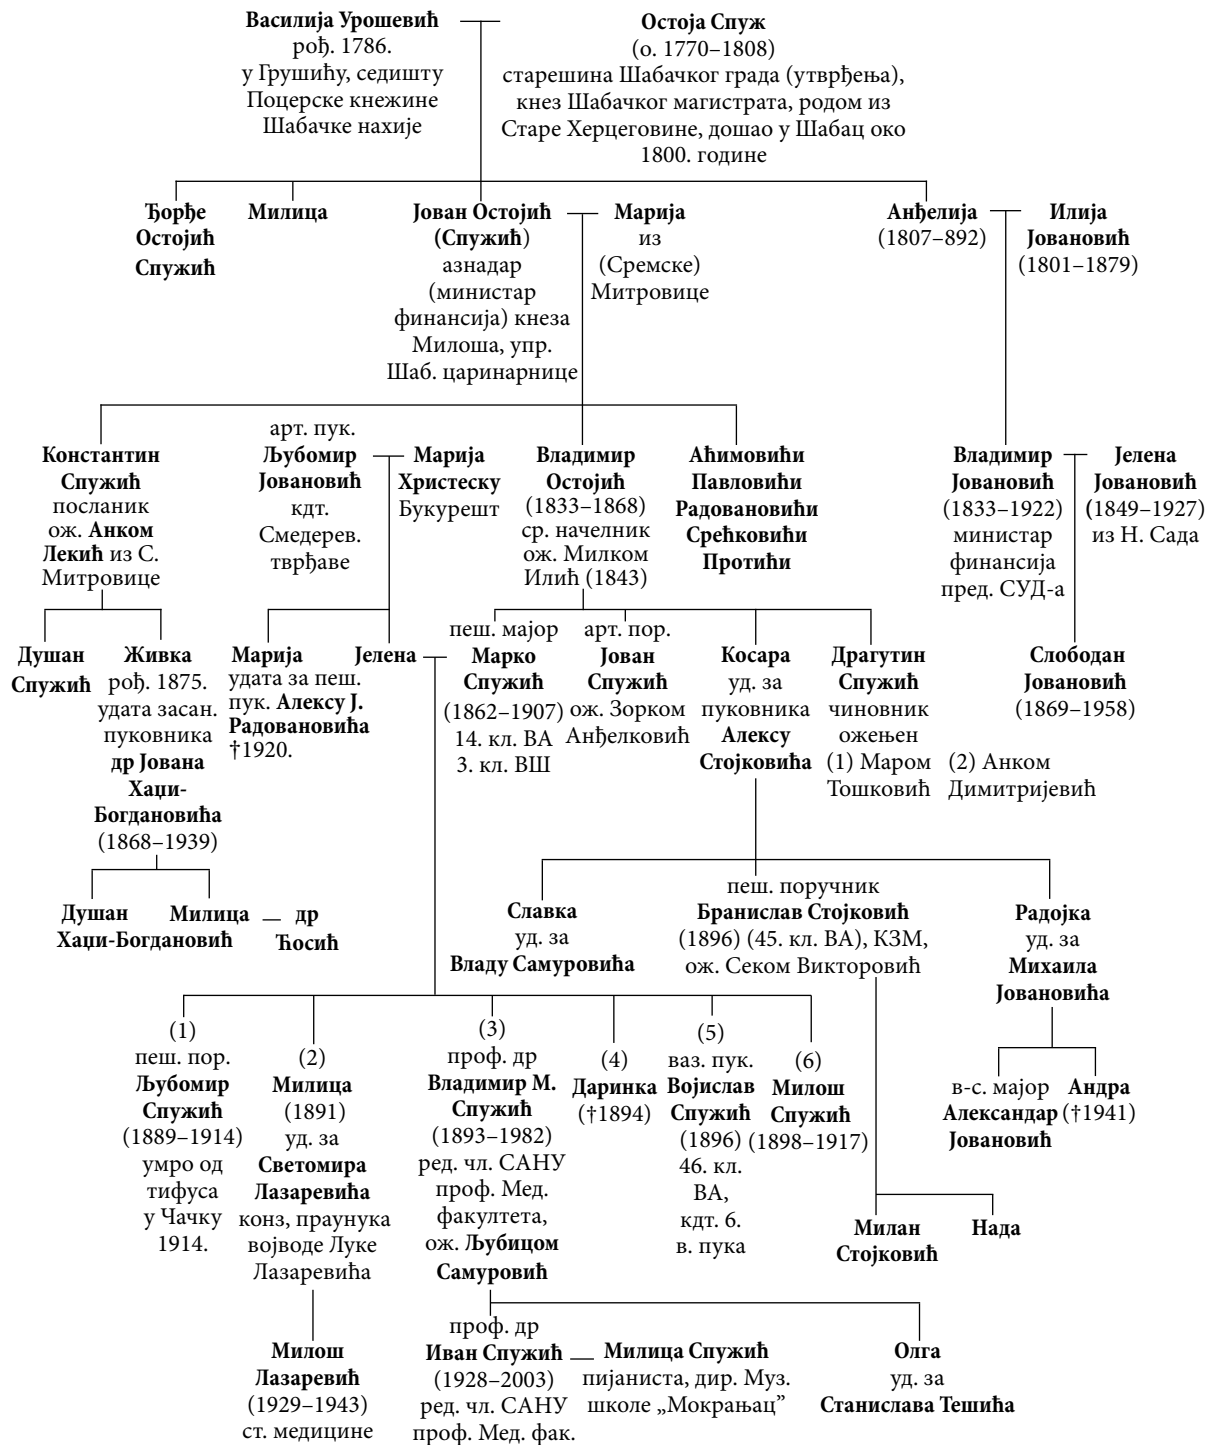 Василија Урошевић
рођ. 1786.
у Грушићу, седишту
Поцерске кнежине
Шабачке нахије
Остоја Спуж
(о. 1770–1808)
старешина Шабачког града (утврђења),
кнез Шабачког магистрата, родом из
Старе Херцеговине, дошао у Шабац око
1800. године
Ђорђе
Остојић
Спужић
Милица
Јован Остојић
(Спужић)
азнадар
(министар
финансија) кнеза
Милоша, упр.
Шаб. царинарнице
Марија
из
(Сремске)
Митровице
Анђелија
(1807–892)
Илија
Јовановић
(1801–1879)
Константин
Спужић
посланик
ож. Анком
Лекић из С.
Митровице
арт. пук.
Љубомир
Јовановић
кдт.
Смедерев.
тврђаве
Марија
Христеску
Букурешт
Владимир
Остојић
(1833–1868)
ср. начелник
ож. Милком
Илић (1843)
Аћимовићи
Павловићи
Радовановићи
Срећковићи
Протићи
Владимир
Јовановић
(1833–1922)
министар
финансија
пред. СУД-а
Јелена
Јовановић
(1849–1927)
из Н. Сада
Душан
Спужић
Живка
рођ. 1875.
удата засан.
пуковника
др Јована
Хаџи-
Богдановића
(1868–1939)
Марија
удата за пеш.
пук. Алексу Ј.
Радовановића
†1920.
Јелена
пеш. мајор
Марко
Спужић
(1862–1907)
14. кл. ВА
3. кл. ВШ
арт. пор.
Јован
Спужић
ож. Зорком
Анђелковић
Косара
уд. за
пуковника
Алексу
Стојковића
Драгутин
Спужић
чиновник
ожењен
(1) Маром
Тошковић
(2) Анком
Димитријевић
Слободан
Јовановић
(1869–1958)
Душан
Милица
Хаџи-Богдановић
др
Ћосић
Славка
уд. за
Владу Самуровића
пеш. поручник
Бранислав Стојковић
(1896) (45. кл. ВА), КЗМ,
ож. Секом Викторовић
Радојка
уд. за
Михаила
Јовановића
(1)
пеш. пор.
Љубомир
Спужић
(1889–1914)
умро од
тифуса
у Чачку
1914.
(2)
Милица
(1891)
уд. за
Светомира
Лазаревића
конз, праунука
војводе Луке
Лазаревића
(3)
проф. др
Владимир М.
Спужић
(1893–1982)
ред. чл. САНУ
проф. Мед.
факултета,
ож. Љубицом
Самуровић
(4)
Даринка
(†1894)
(5)
ваз. пук.
Војислав
Спужић
(1896)
46. кл.
ВА,
кдт. 6.
в. пука
(6)
Милош
Спужић
(1898–1917)
в-с. мајор
Александар
Јовановић
Андра
(†1941)
Милан
Стојковић
Нада
Милош
Лазаревић
(1929–1943)
ст. медицине
проф. др
Иван Спужић
(1928–2003)
ред. чл. САНУ
проф. Мед. фак.
Милица Спужић
пијаниста, дир. Муз.
школе „Мокрањац”
Олга
уд. за
Станислава Тешића